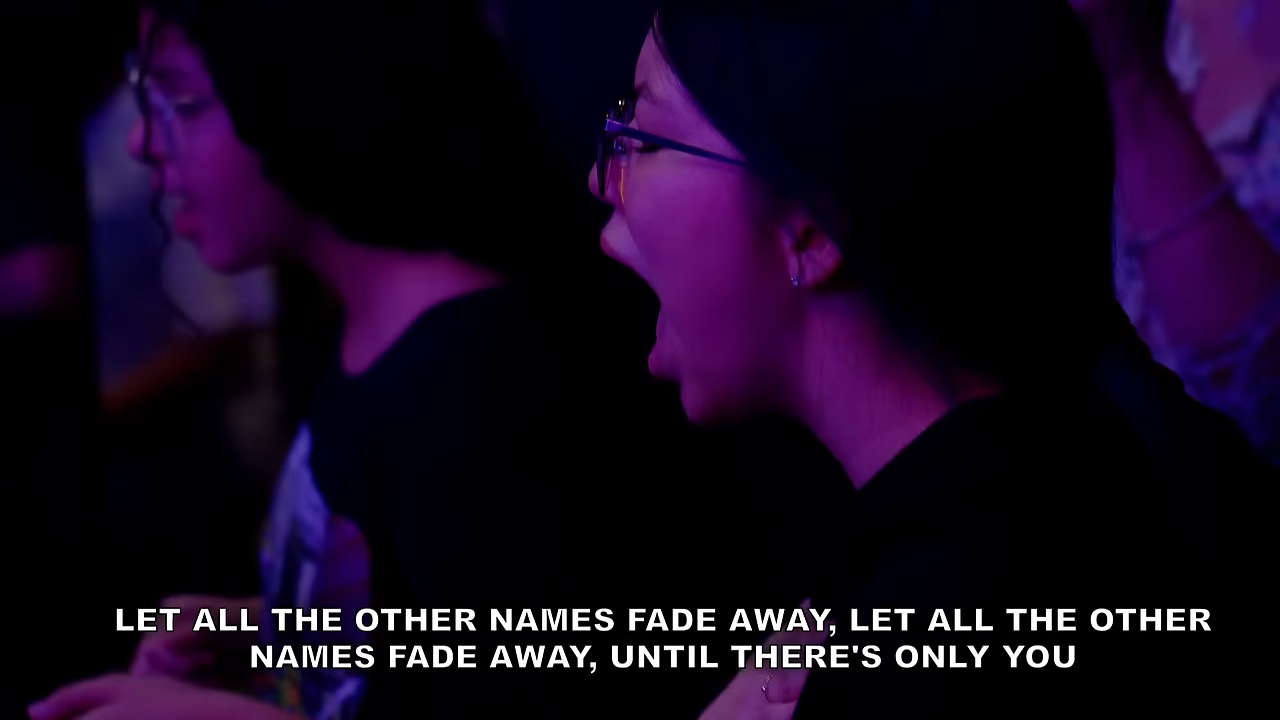 LET ALL THE OTHER NAMES FADE AWAY, LET ALL THE OTHER
NAMES FADE AWAY, UNTIL THERE'S ONLY YOU